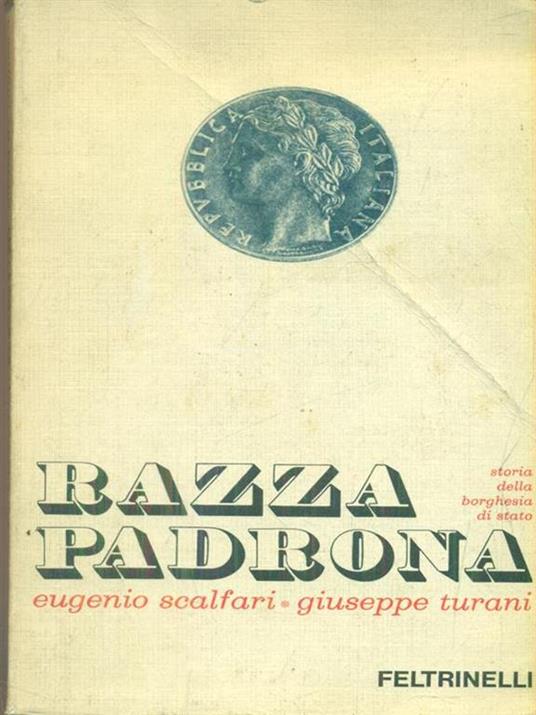 REPVBBLICA ITALIANA
RAZZA
PADRONA
storia
della
borghesia
di stato
eugenio scalfari • giuseppe turani
FELTRINELLI